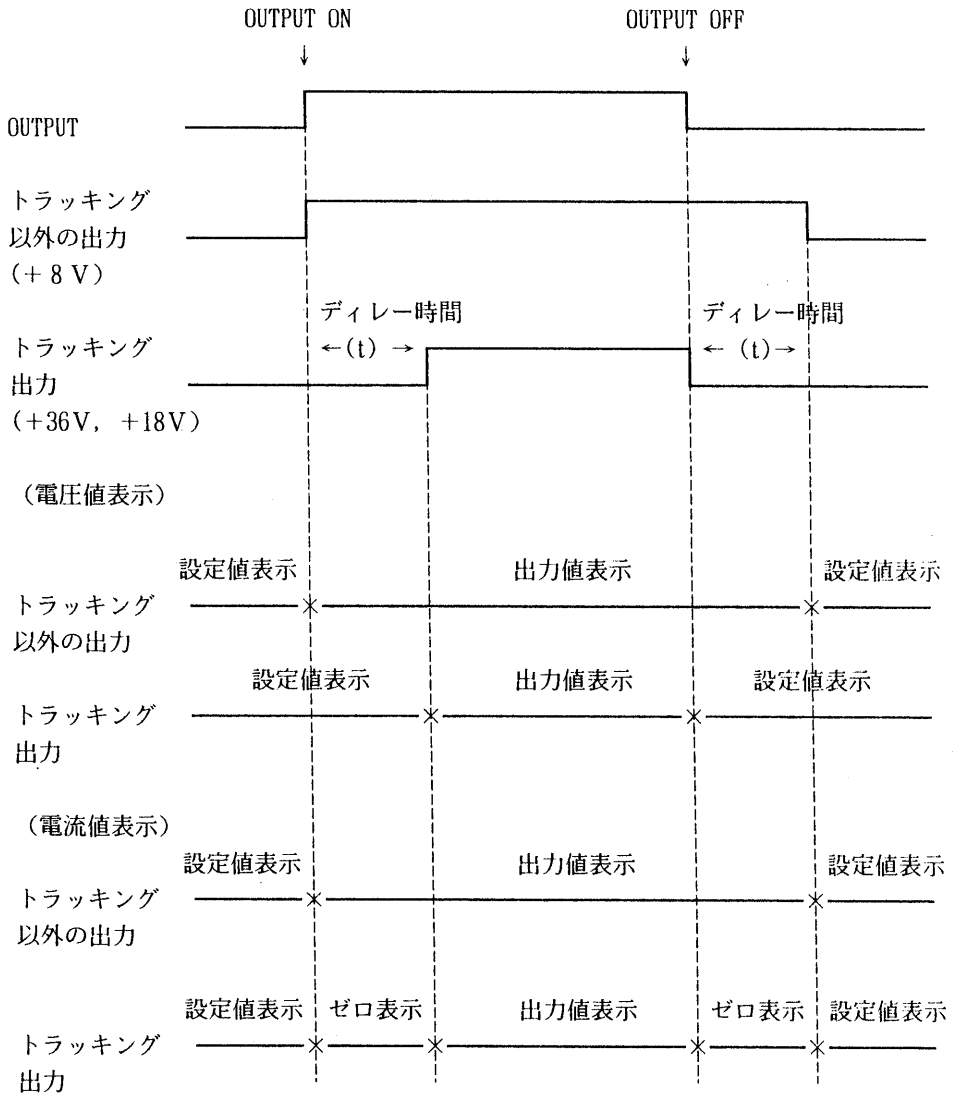 OUTPUT ON
OUTPUT OFF
↓
↓
OUTPUT
トラッキング
以外の出力
(+8V)
ディレー時間
ディレー時間
トラッキング
←(t)→
←(t)→
出力
(+36V, +18V)
(電圧値表示)
設定値表示
出力値表示
設定値表示
トラッキング
以外の出力
設定値表示
出力値表示
設定値表示
トラッキング
出力
(電流値表示)
設定値表示
出力値表示
設定値表示
トラッキング
以外の出力
設定値表示
ゼロ表示
出力値表示
ゼロ表示
設定値表示
トラッキング
出力